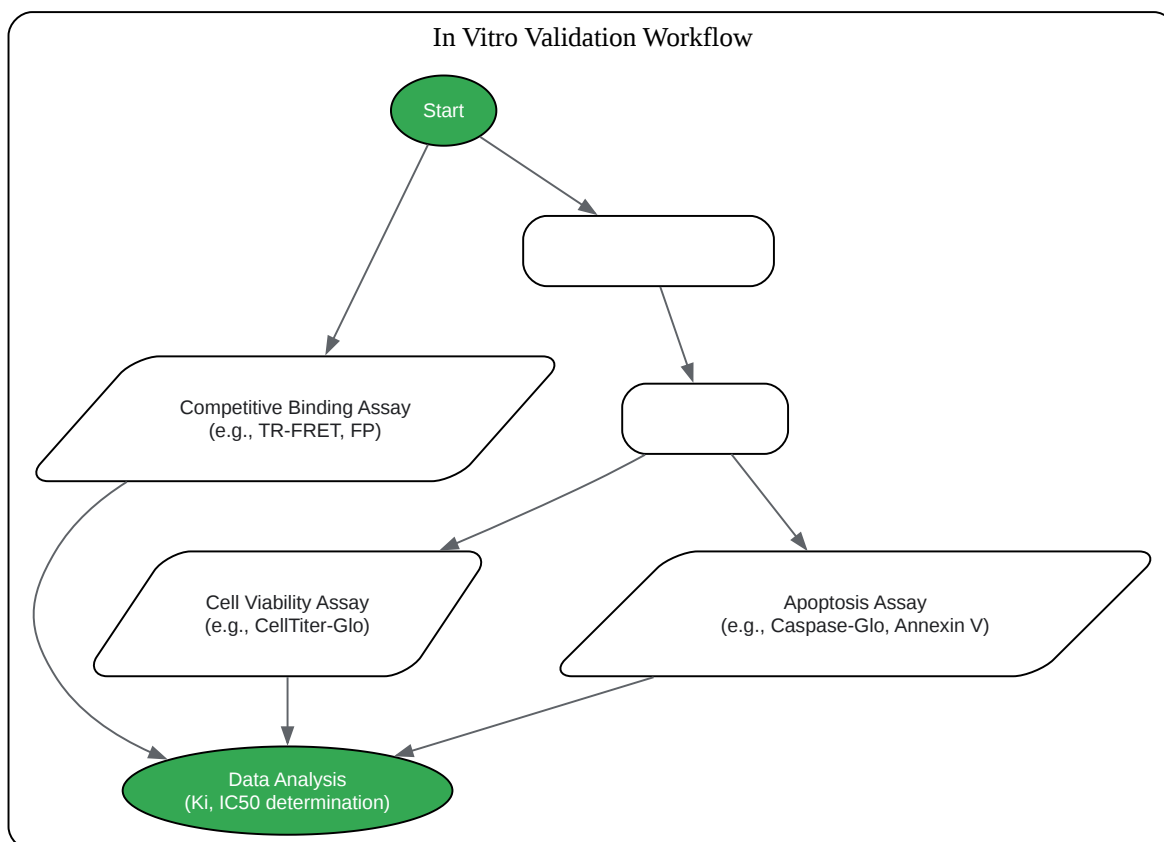 In Vitro Validation Workflow
Start
Competitive Binding Assay
(e.g., TR-FRET, FP)
Cell Viability Assay
(e.g., CellTiter-Glo)
Apoptosis Assay
(e.g., Caspase-Glo, Annexin V)
Data Analysis
(Ki, IC50 determination)